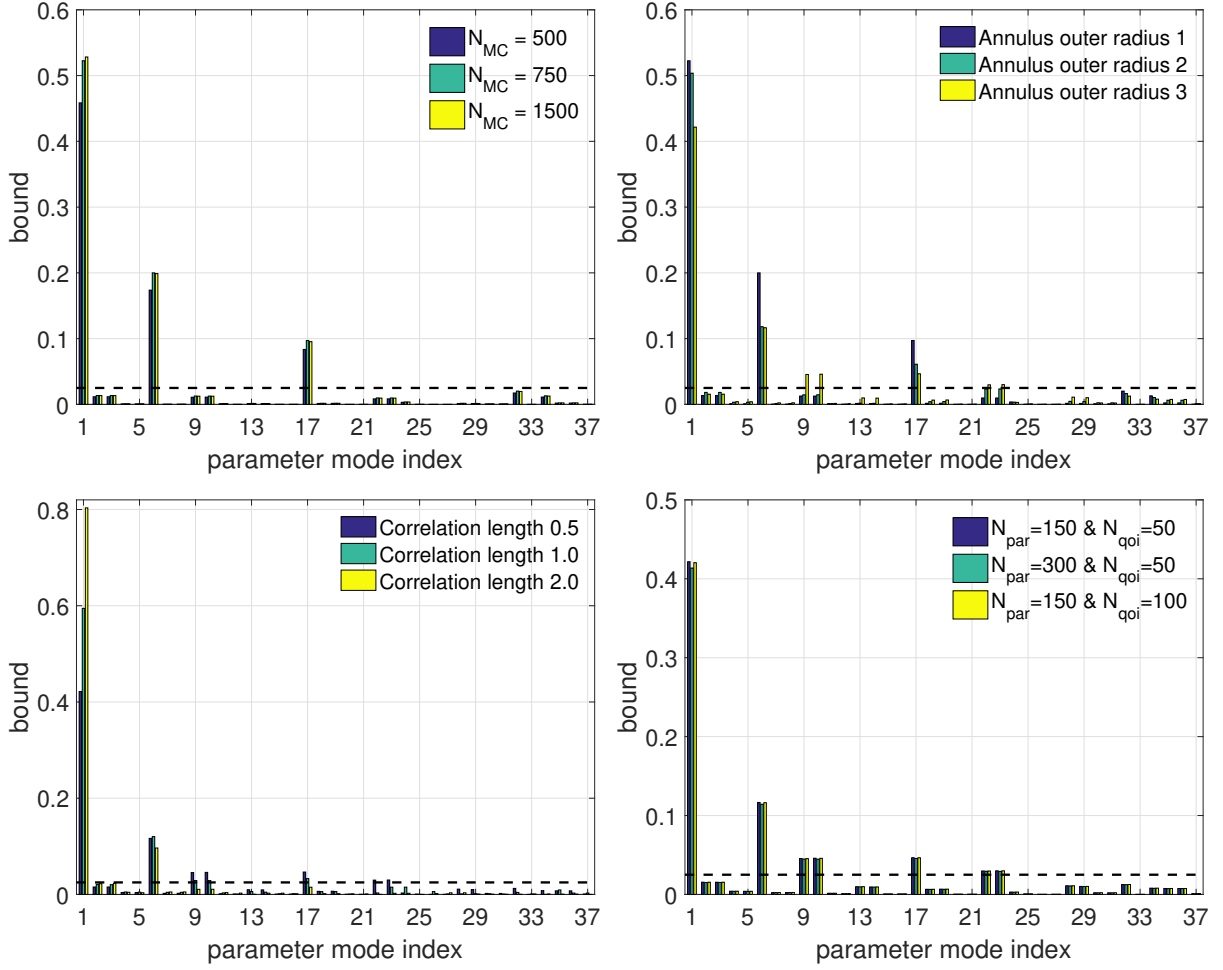 0.6
0.5
0.4
0.3
0.2
0.1
0
bound
N_MC = 500
N_MC = 750
N_MC = 1500
1 5 9 13 17 21 25 29 33 37
parameter mode index
0.6
0.5
0.4
0.3
0.2
0.1
0
bound
Annulus outer radius 1
Annulus outer radius 2
Annulus outer radius 3
1 5 9 13 17 21 25 29 33 37
parameter mode index
0.8
0.6
0.4
0.2
0
bound
Correlation length 0.5
Correlation length 1.0
Correlation length 2.0
1 5 9 13 17 21 25 29 33 37
parameter mode index
0.5
0.4
0.3
0.2
0.1
0
bound
N_par=150 & N_qoi=50
N_par=300 & N_qoi=50
N_par=150 & N_qoi=100
1 5 9 13 17 21 25 29 33 37
parameter mode index